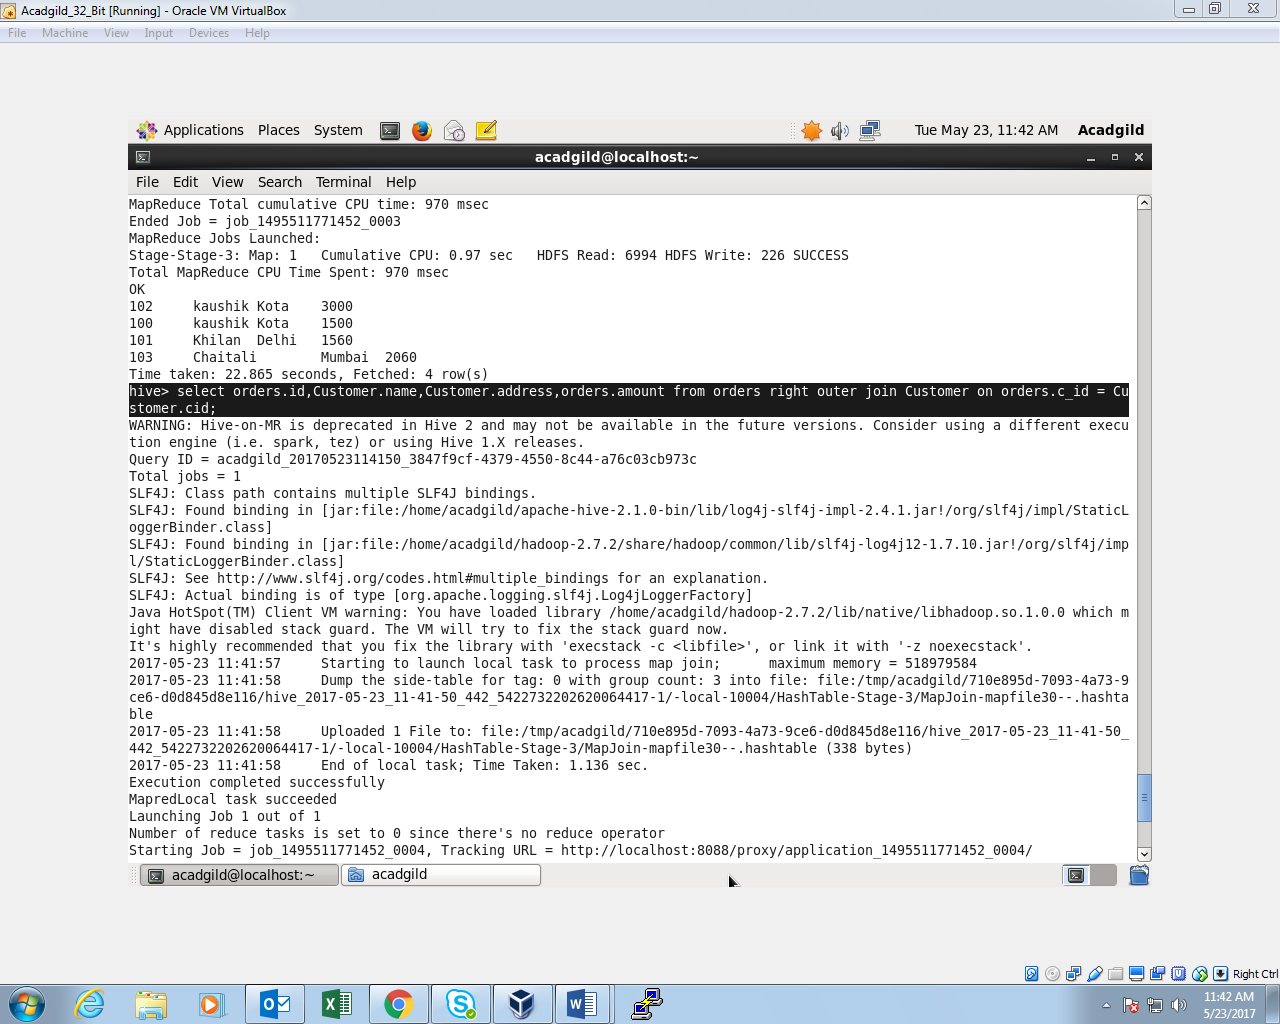 Acadgild_32_Bit [Running] - Oracle VM VirtualBox
File Machine View Input Devices Help
Applications Places System Tue May 23, 11:42 AM Acadgild
acadgild@localhost:~
File Edit View Search Terminal Help
MapReduce Total cumulative CPU time: 970 msec
Ended Job = job_1495511771452_0003
MapReduce Jobs Launched:
Stage-Stage-3: Map: 1   Cumulative CPU: 0.97 sec   HDFS Read: 6994 HDFS Write: 226 SUCCESS
Total MapReduce CPU Time Spent: 970 msec
OK
102     kaushik Kota    3000
100     kaushik Kota    1500
101     Khilan  Delhi   1560
103     Chaitali        Mumbai  2060
Time taken: 22.865 seconds, Fetched: 4 row(s)
hive> select orders.id,Customer.name,Customer.address,orders.amount from orders right outer join Customer on orders.c_id = Cu
stomer.cid;
WARNING: Hive-on-MR is deprecated in Hive 2 and may not be available in the future versions. Consider using a different execu
tion engine (i.e. spark, tez) or using Hive 1.X releases.
Query ID = acadgild_20170523114150_3847f9cf-4379-4550-8c44-a76c03cb973c
Total jobs = 1
SLF4J: Class path contains multiple SLF4J bindings.
SLF4J: Found binding in [jar:file:/home/acadgild/apache-hive-2.1.0-bin/lib/log4j-slf4j-impl-2.4.1.jar!/org/slf4j/impl/StaticL
oggerBinder.class]
SLF4J: Found binding in [jar:file:/home/acadgild/hadoop-2.7.2/share/hadoop/common/lib/slf4j-log4j12-1.7.10.jar!/org/slf4j/imp
l/StaticLoggerBinder.class]
SLF4J: See http://www.slf4j.org/codes.html#multiple_bindings for an explanation.
SLF4J: Actual binding is of type [org.apache.logging.slf4j.Log4jLoggerFactory]
Java HotSpot(TM) Client VM warning: You have loaded library /home/acadgild/hadoop-2.7.2/lib/native/libhadoop.so.1.0.0 which m
ight have disabled stack guard. The VM will try to fix the stack guard now.
It's highly recommended that you fix the library with 'execstack -c <libfile>', or link it with '-z noexecstack'.
2017-05-23 11:41:57     Starting to launch local task to process map join;      maximum memory = 518979584
2017-05-23 11:41:58     Dump the side-table for tag: 0 with group count: 3 into file: file:/tmp/acadgild/710e895d-7093-4a73-9
ce6-d0d845d8e116/hive_2017-05-23_11-41-50_442_5422732202620064417-1/-local-10004/HashTable-Stage-3/MapJoin-mapfile30--.hashta
ble
2017-05-23 11:41:58     Uploaded 1 File to: file:/tmp/acadgild/710e895d-7093-4a73-9ce6-d0d845d8e116/hive_2017-05-23_11-41-50_
442_5422732202620064417-1/-local-10004/HashTable-Stage-3/MapJoin-mapfile30--.hashtable (338 bytes)
2017-05-23 11:41:58     End of local task; Time Taken: 1.136 sec.
Execution completed successfully
MapredLocal task succeeded
Launching Job 1 out of 1
Number of reduce tasks is set to 0 since there's no reduce operator
Starting Job = job_1495511771452_0004, Tracking URL = http://localhost:8088/proxy/application_1495511771452_0004/
acadgild@localhost:~ acadgild
Right Ctrl
11:42 AM
5/23/2017